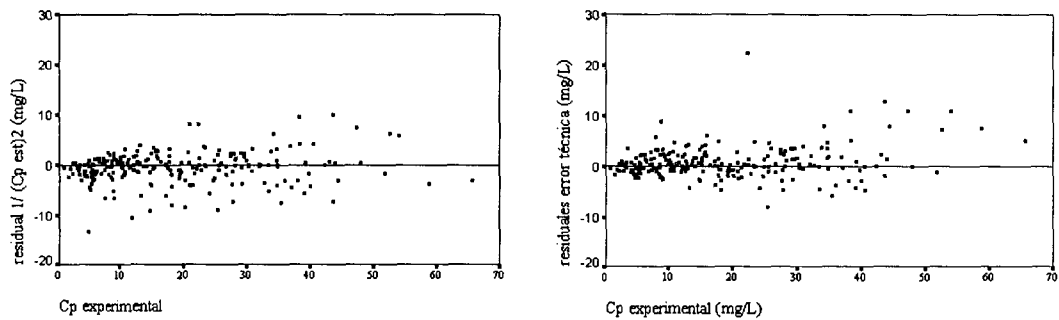 30
20
10
0
-10
-20
residual 1/ (Cp est)2 (mg/L)
0 10 20 30 40 50 60 70
Cp experimental
30
20
10
0
-10
-20
residuales error técnica (mg/L)
0 10 20 30 40 50 60 70
Cp experimental (mg/L)